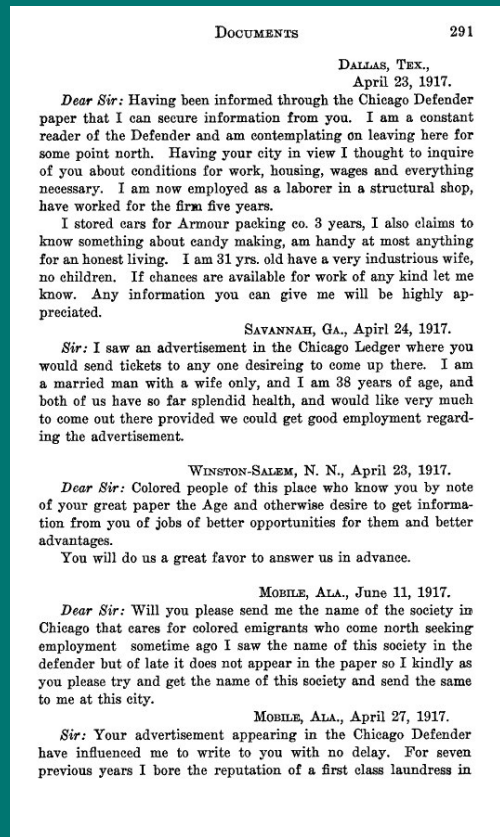 DOCUMENTS 291
DALLAS, TEX.,
April 23, 1917.
Dear Sir: Having been informed through the Chicago Defender
paper that I can secure information from you. I am a constant
reader of the Defender and am contemplating on leaving here for
some point north. Having your city in view I thought to inquire
of you about conditions for work, housing, wages and everything
necessary. I am now employed as a laborer in a structural shop,
have worked for the firm five years.
I stored cars for Armour packing co. 3 years, I also claims to
know something about candy making, am handy at most anything
for an honest living. I am 31 yrs. old have a very industrious wife,
no children. If chances are available for work of any kind let me
know. Any information you can give me will be highly ap-
preciated.
SAVANNAH, GA., Apirl 24, 1917.
Sir: I saw an advertisement in the Chicago Ledger where you
would send tickets to any one desireing to come up there. I am
a married man with a wife only, and I am 38 years of age, and
both of us have so far splendid health, and would like very much
to come out there provided we could get good employment regard-
ing the advertisement.
WINSTON-SALEM, N. N., April 23, 1917.
Dear Sir: Colored people of this place who know you by note
of your great paper the Age and otherwise desire to get informa-
tion from you of jobs of better opportunities for them and better
advantages.
You will do us a great favor to answer us in advance.
MOBILE, ALA., June 11, 1917.
Dear Sir: Will you please send me the name of the society in
Chicago that cares for colored emigrants who come north seeking
employment sometime ago I saw the name of this society in the
defender but of late it does not appear in the paper so I kindly as
you please try and get the name of this society and send the same
to me at this city.
MOBILE, ALA., April 27, 1917.
Sir: Your advertisement appearing in the Chicago Defender
have influenced me to write to you with no delay. For seven
previous years I bore the reputation of a first class laundress in